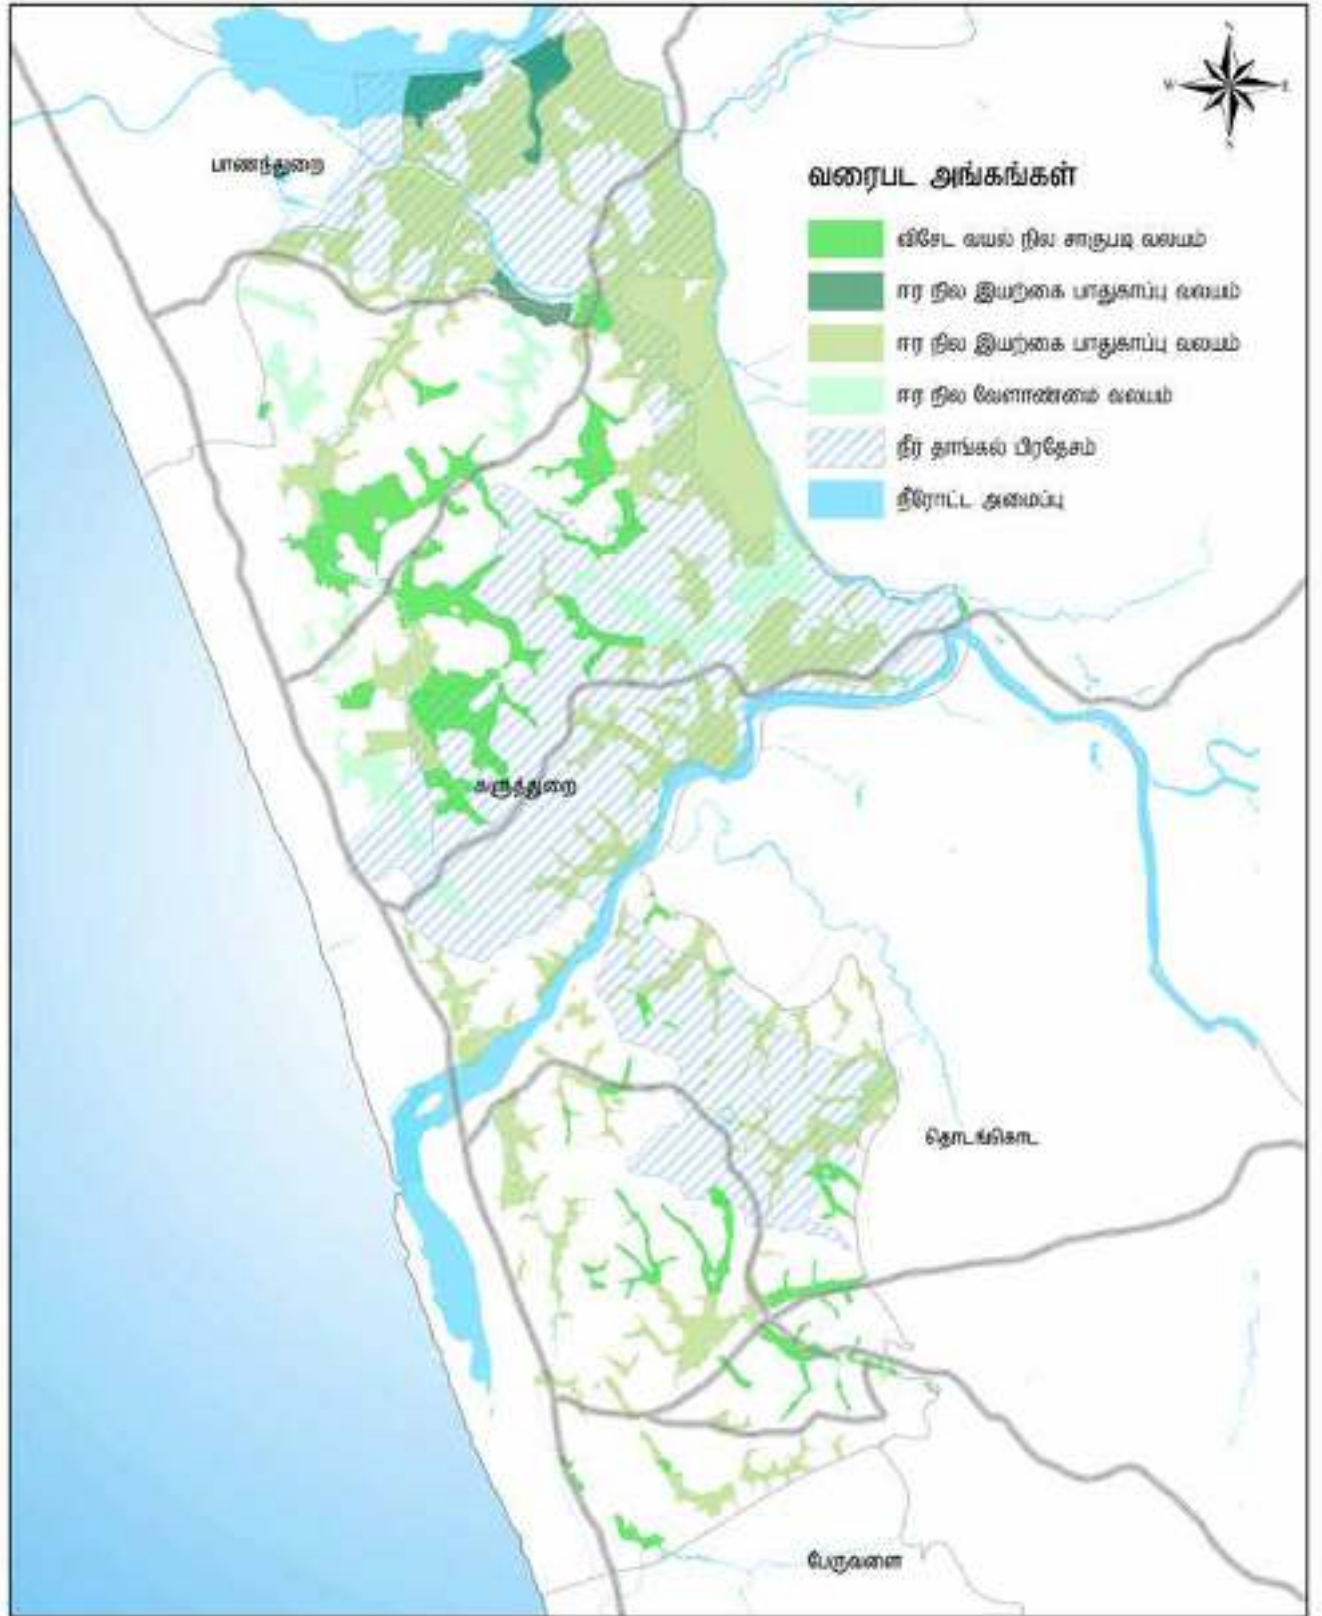 N
W
E
S
பாணந்துறை
வரைபட அங்கங்கள்
விசேட வயல் நில சாகுபடி வலயம்
ஈர நில இயற்கை பாதுகாப்பு வலயம்
ஈர நில இயற்கை பாதுகாப்பு வலயம்
ஈர நில வேளாண்மை வலயம்
நீர் தாங்கல் பிரதேசம்
நீரோட்ட அமைப்பு
களுத்துறை
தொடங்கொட
பேருவளை